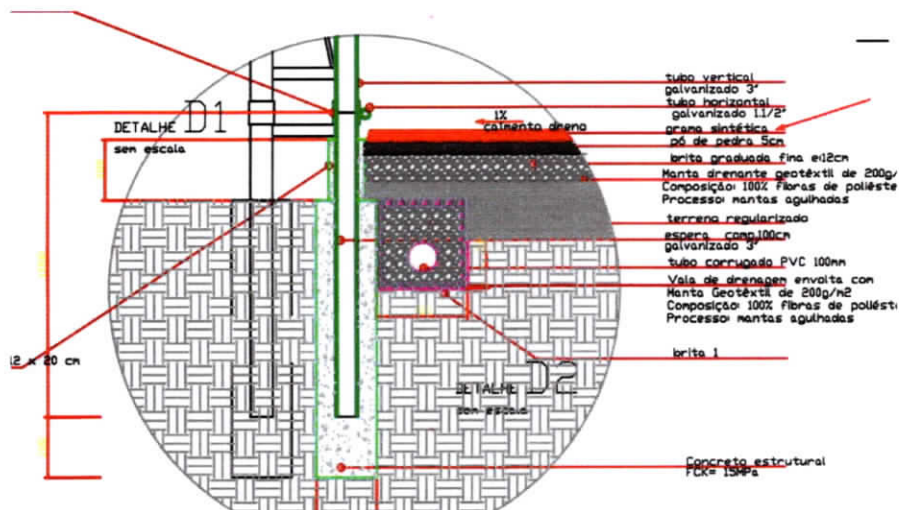 tubo vertical
galvanizado 3"
tubo horizontal
galvanizado 1.1/2"
DETALHE D1
sem escala
1%
caimento dreno
grama sintética
pó de pedra 5cm
brita graduada fina e:12cm
Manta drenante geotêxtil de 200g/
Composição: 100% fibras de poliéste
Processo: mantas agulhadas
terreno regularizado
espera comp.100cm
galvanizado 3"
tubo corrugado PVC 100mm
Vala de drenagem envolta com
Manta Geotêxtil de 200g/m2
Composição: 100% fibras de poliést
Processo: mantas agulhadas
brita 1
12 x 20 cm
DETALHE D2
sem escala
Concreto estrutural
FCK= 15MPa